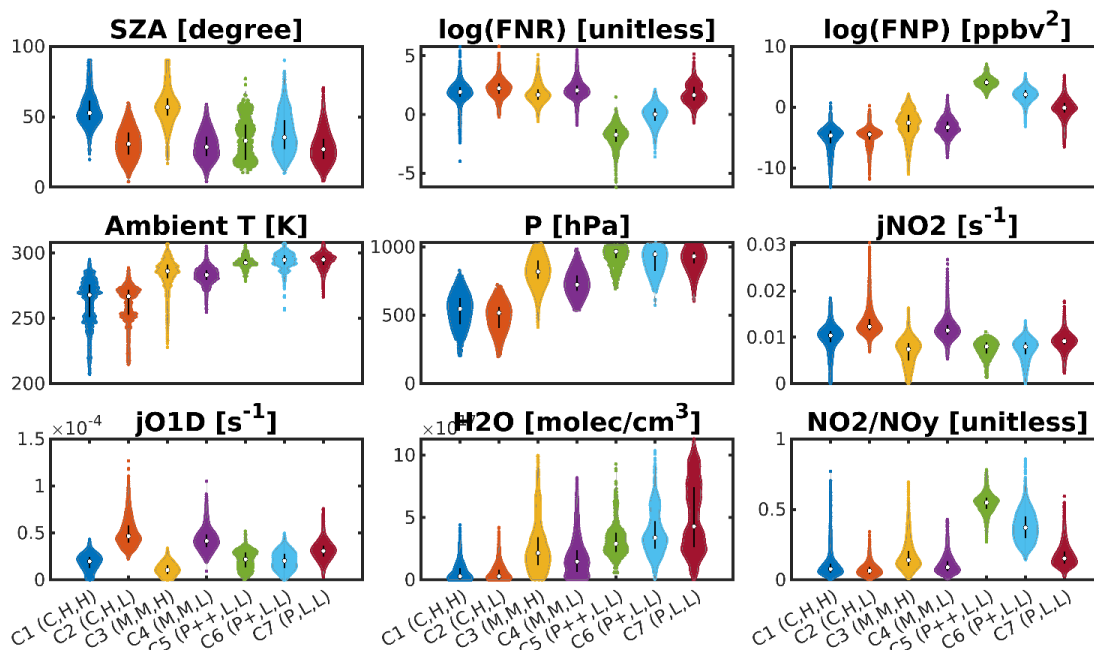 SZA [degree]
log(FNR) [unitless]
log(FNP) [ppbv²]
100
50
0
5
0
-5
10
0
-10
Ambient T [K]
P [hPa]
jNO2 [s⁻¹]
300
250
200
1000
500
0
0.03
0.02
0.01
0
jO1D [s⁻¹]
H2O [molec/cm³]
NO2/NOy [unitless]
×10⁻⁴
1.5
1
0.5
0
10
5
0
1
0.5
0
C1 (C,H,H)
C2 (C,H,L)
C3 (M,M,H)
C4 (M,M,L)
C5 (P++,L,L)
C6 (P+,L,L)
C7 (P,L,L)
C1 (C,H,H)
C2 (C,H,L)
C3 (M,M,H)
C4 (M,M,L)
C5 (P++,L,L)
C6 (P+,L,L)
C7 (P,L,L)
C1 (C,H,H)
C2 (C,H,L)
C3 (M,M,H)
C4 (M,M,L)
C5 (P++,L,L)
C6 (P+,L,L)
C7 (P,L,L)